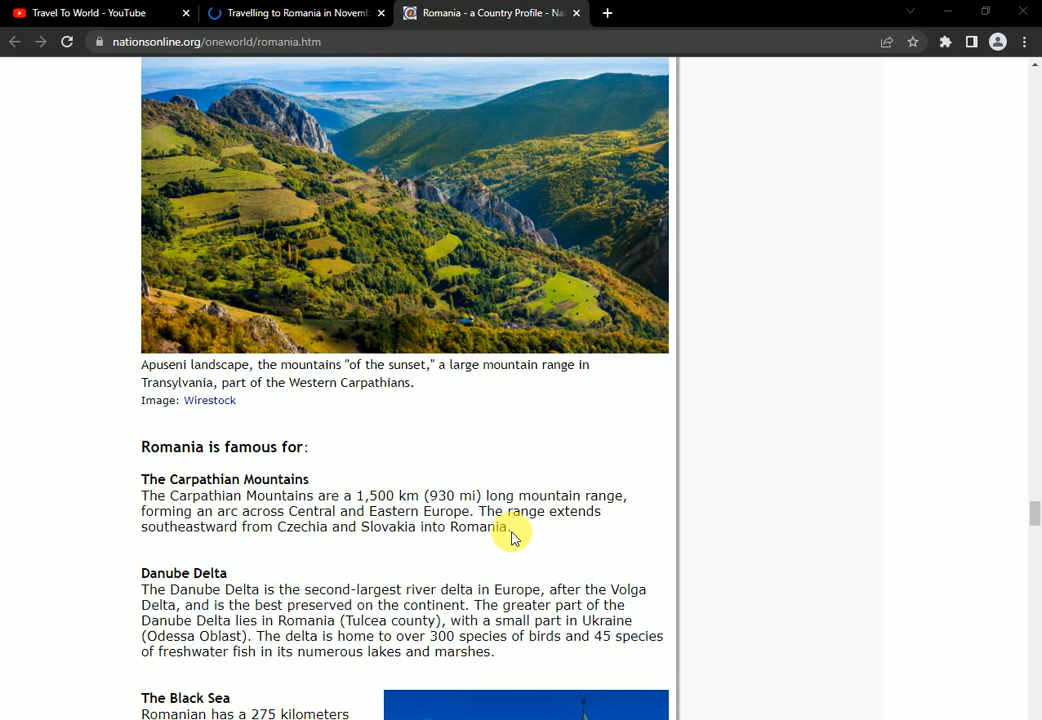 Travel To World - YouTube
Travelling to Romania in Novemb
Romania - a Country Profile - Na
nationsonline.org/oneworld/romania.htm
Apuseni landscape, the mountains "of the sunset," a large mountain range in
Transylvania, part of the Western Carpathians.
Image: Wirestock
Romania is famous for:
The Carpathian Mountains
The Carpathian Mountains are a 1,500 km (930 mi) long mountain range,
forming an arc across Central and Eastern Europe. The range extends
southeastward from Czechia and Slovakia into Romania.
Danube Delta
The Danube Delta is the second-largest river delta in Europe, after the Volga
Delta, and is the best preserved on the continent. The greater part of the
Danube Delta lies in Romania (Tulcea county), with a small part in Ukraine
(Odessa Oblast). The delta is home to over 300 species of birds and 45 species
of freshwater fish in its numerous lakes and marshes.
The Black Sea
Romanian has a 275 kilometers